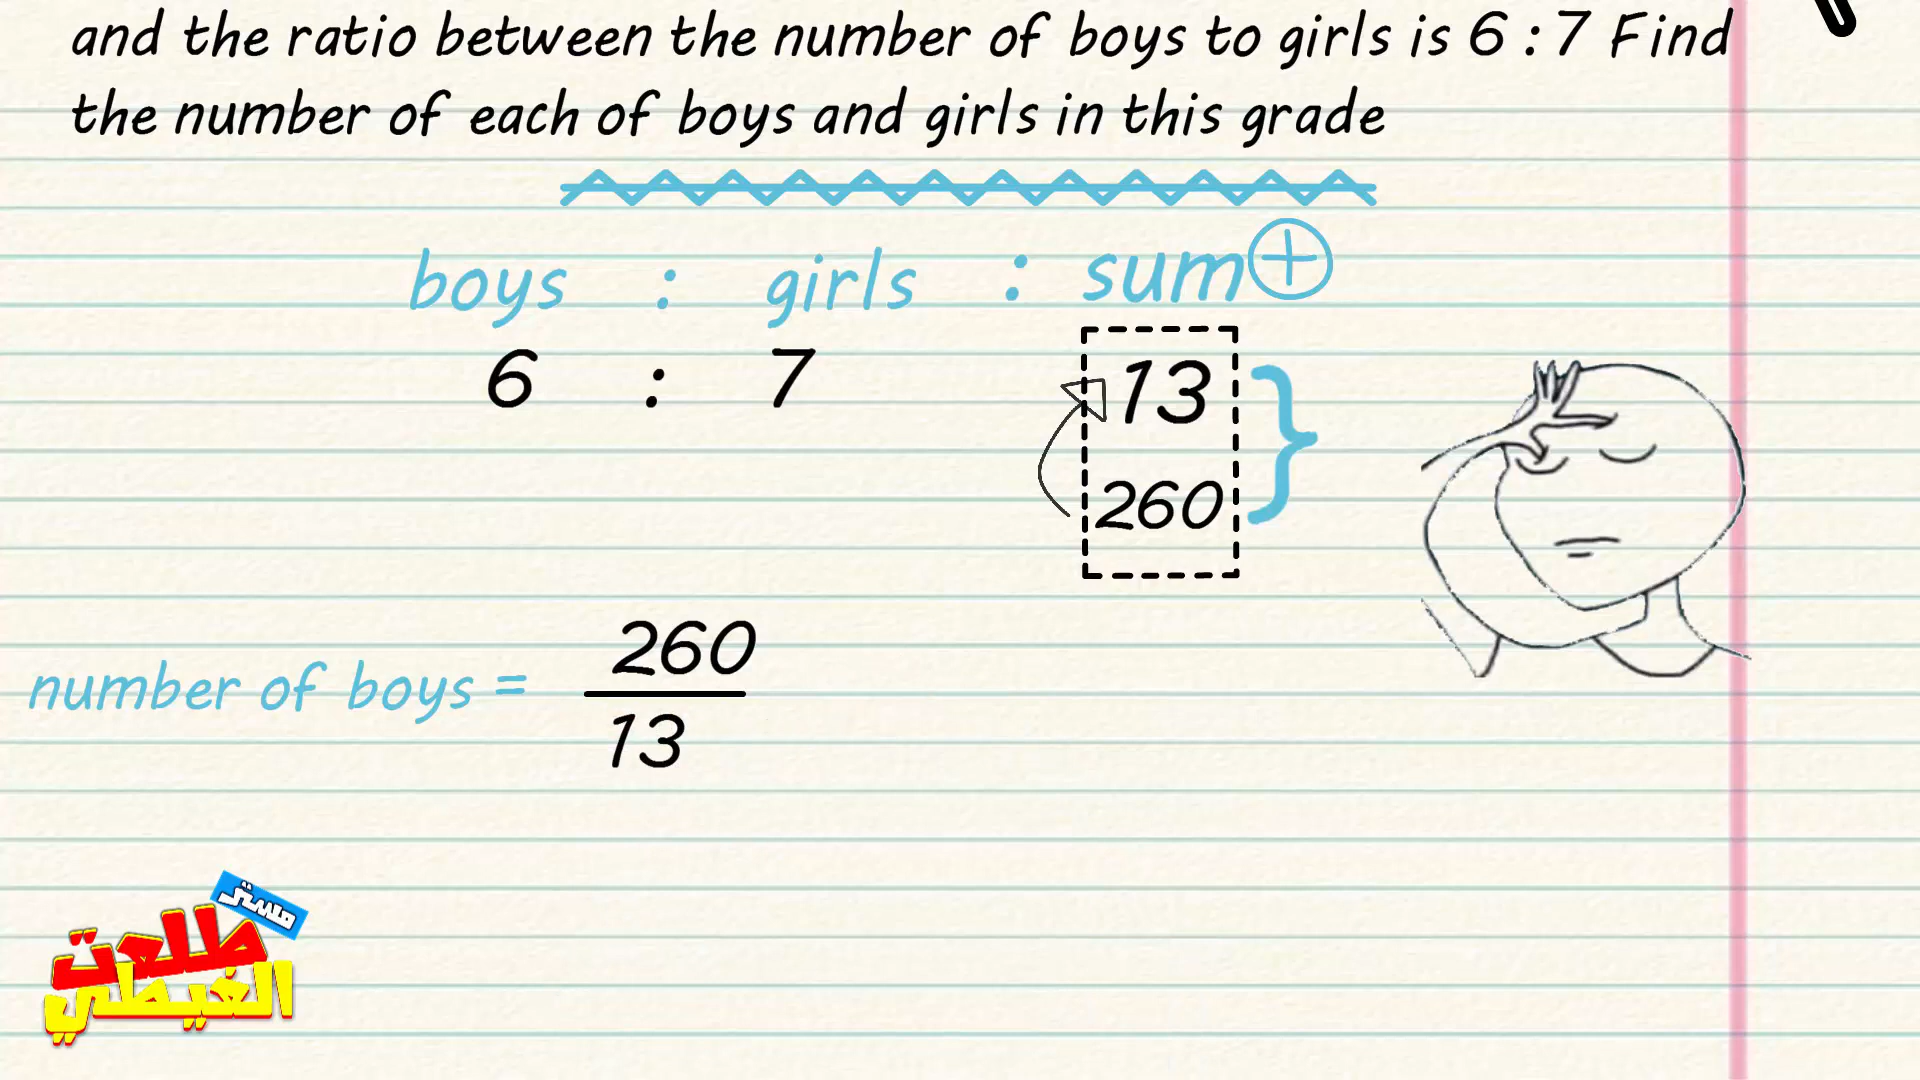 and the ratio between the number of boys to girls is 6 : 7 Find
the number of each of boys and girls in this grade
boys : girls : sum +
6 : 7 13
260
number of boys = 260
13
مستر
طلعت
الغيطي